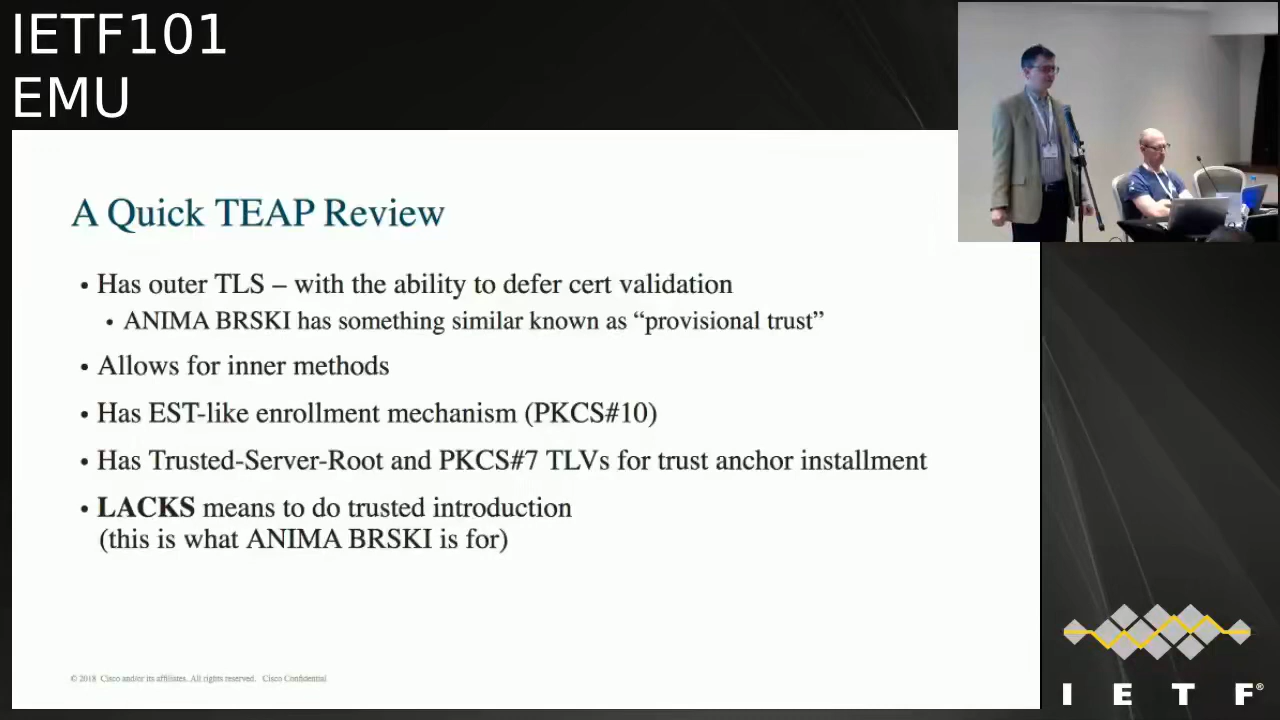 IETF101
EMU
A Quick TEAP Review
• Has outer TLS – with the ability to defer cert validation
• ANIMA BRSKI has something similar known as “provisional trust”
• Allows for inner methods
• Has EST-like enrollment mechanism (PKCS#10)
• Has Trusted-Server-Root and PKCS#7 TLVs for trust anchor installment
• LACKS means to do trusted introduction
(this is what ANIMA BRSKI is for)
© 2018 Cisco and/or its affiliates. All rights reserved. Cisco Confidential
I E T F®